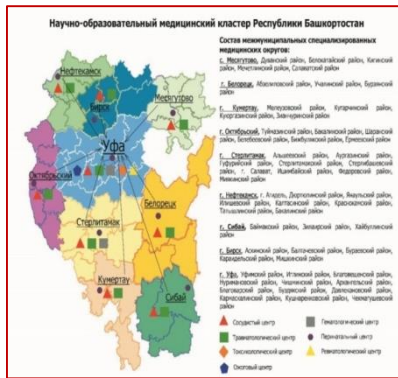 Научно-образовательный медицинский кластер Республики Башкортостан
Состав межмуниципальных специализированных
медицинских округов:
с. Месягутово, Дуванский район, Белокатайский район, Кигинский
район, Мечетлинский район, Салаватский район
г. Белорецк, Абзелиловский район, Учалинский район, Бурзянский
район
г. Кумертау, Мелеузовский район, Кугарчинский район,
Куюргазинский район, Зианчуринский район
г. Октябрьский, Туймазинский район, Бакалинский район, Шаранский
район, Белебеевский район, Бижбулякский район, Ермекеевский район
г. Стерлитамак, Альшеевский район, Аургазинский район,
Гафурийский район, Стерлитамакский район, Стерлибашевский
район, г. Салават, Ишимбайский район, Федоровский район,
Миякинский район
г. Нефтекамск, г. Агидель, Дюртюлинский район, Янаульский район,
Илишевский район, Калтасинский район, Краснокамский район,
Татышлинский район, Бакалинский район
г. Сибай, Баймакский район, Зилаирский район, Хайбуллинский
район
г. Бирск, Аскинский район, Балтачевский район, Бураевский район,
Караидельский район, Мишкинский район
г. Уфа, Уфимский район, Иглинский район, Благовещенский район,
Нуримановский район, Чишминский район, Архангельский район,
Благоварский район, Буздякский район, Давлекановский район,
Кармаскалинский район, Кушнаренковский район, Чекмагушевский
район
Нефтекамск
Бирск
Месягутово
Уфа
Октябрьский
Стерлитамак
Белорецк
Кумертау
Сибай
Сосудистый центр
Гематологический центр
Травматологический центр
Перинатальный центр
Токсикологический центр
Ревматологический центр
Ожоговый центр